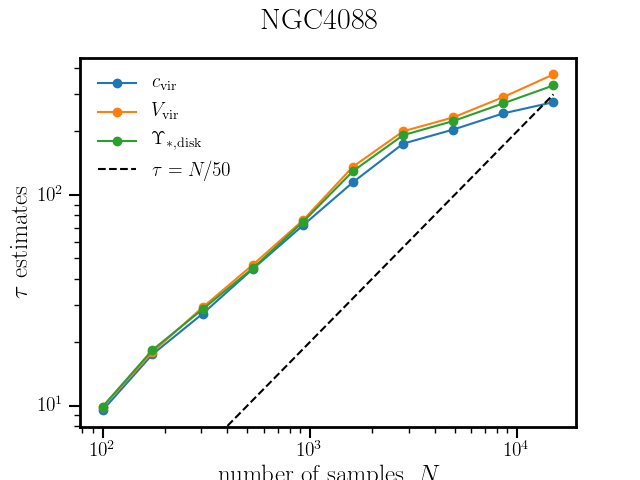 NGC4088
c_vir
V_vir
Υ_*,disk
τ = N/50
τ estimates
10^2
10^1
10^2
10^3
10^4
number of samples, N